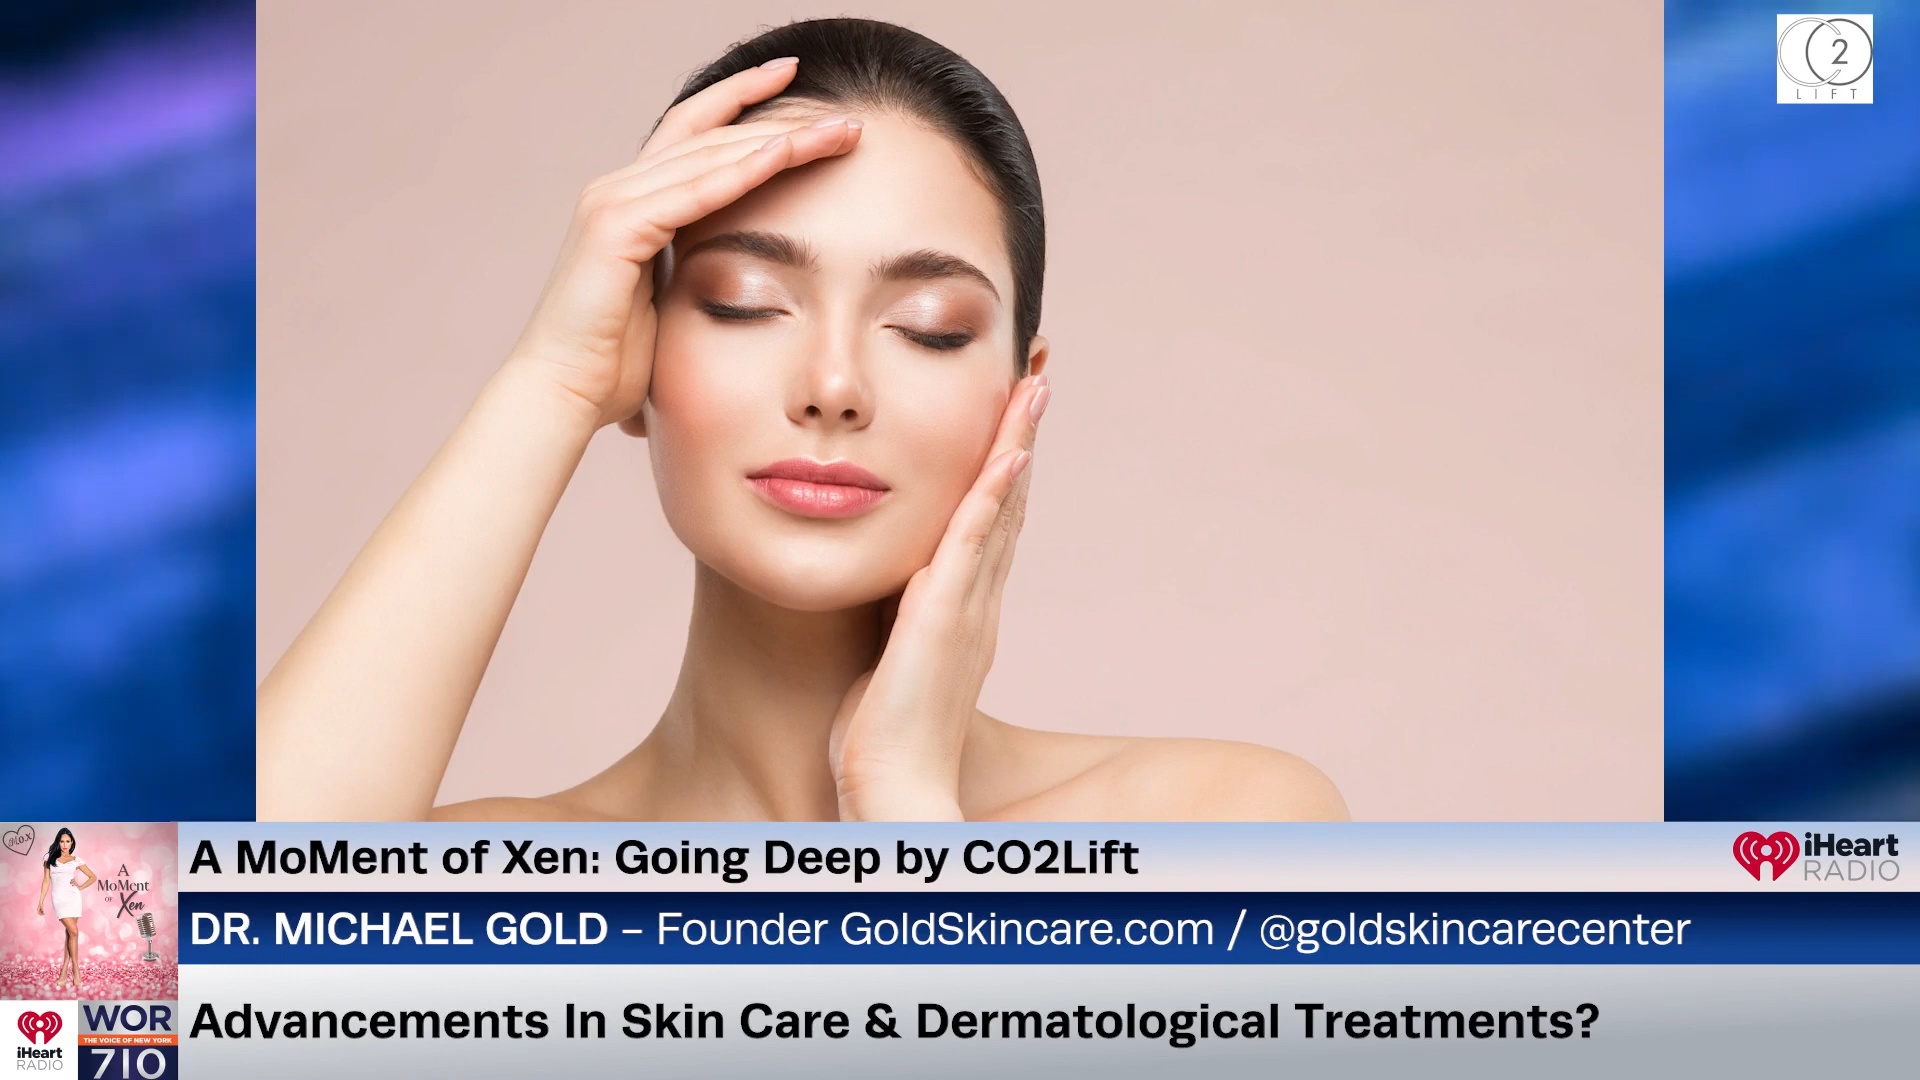 CO2
LIFT
A MoMent of Xen: Going Deep by CO2Lift
iHeart
RADIO
DR. MICHAEL GOLD – Founder GoldSkincare.com / @goldskincarecenter
Advancements In Skin Care & Dermatological Treatments?
M.O.X
A
MoMent
OF Xen
iHeart
RADIO
WOR
THE VOICE OF NEW YORK
710